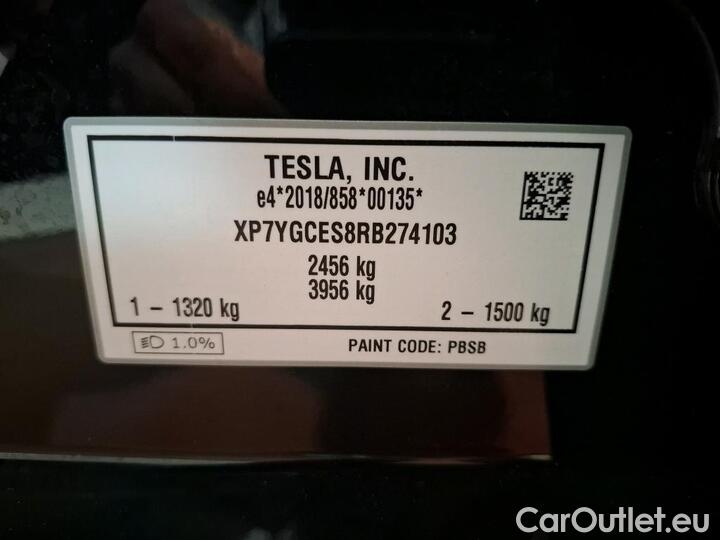 TESLA, INC.
e4*2018/858*00135*
XP7YGCES8RB274103
2456 kg
3956 kg
1 – 1320 kg
2 – 1500 kg
1.0%
PAINT CODE: PBSB
CarOutlet.eu